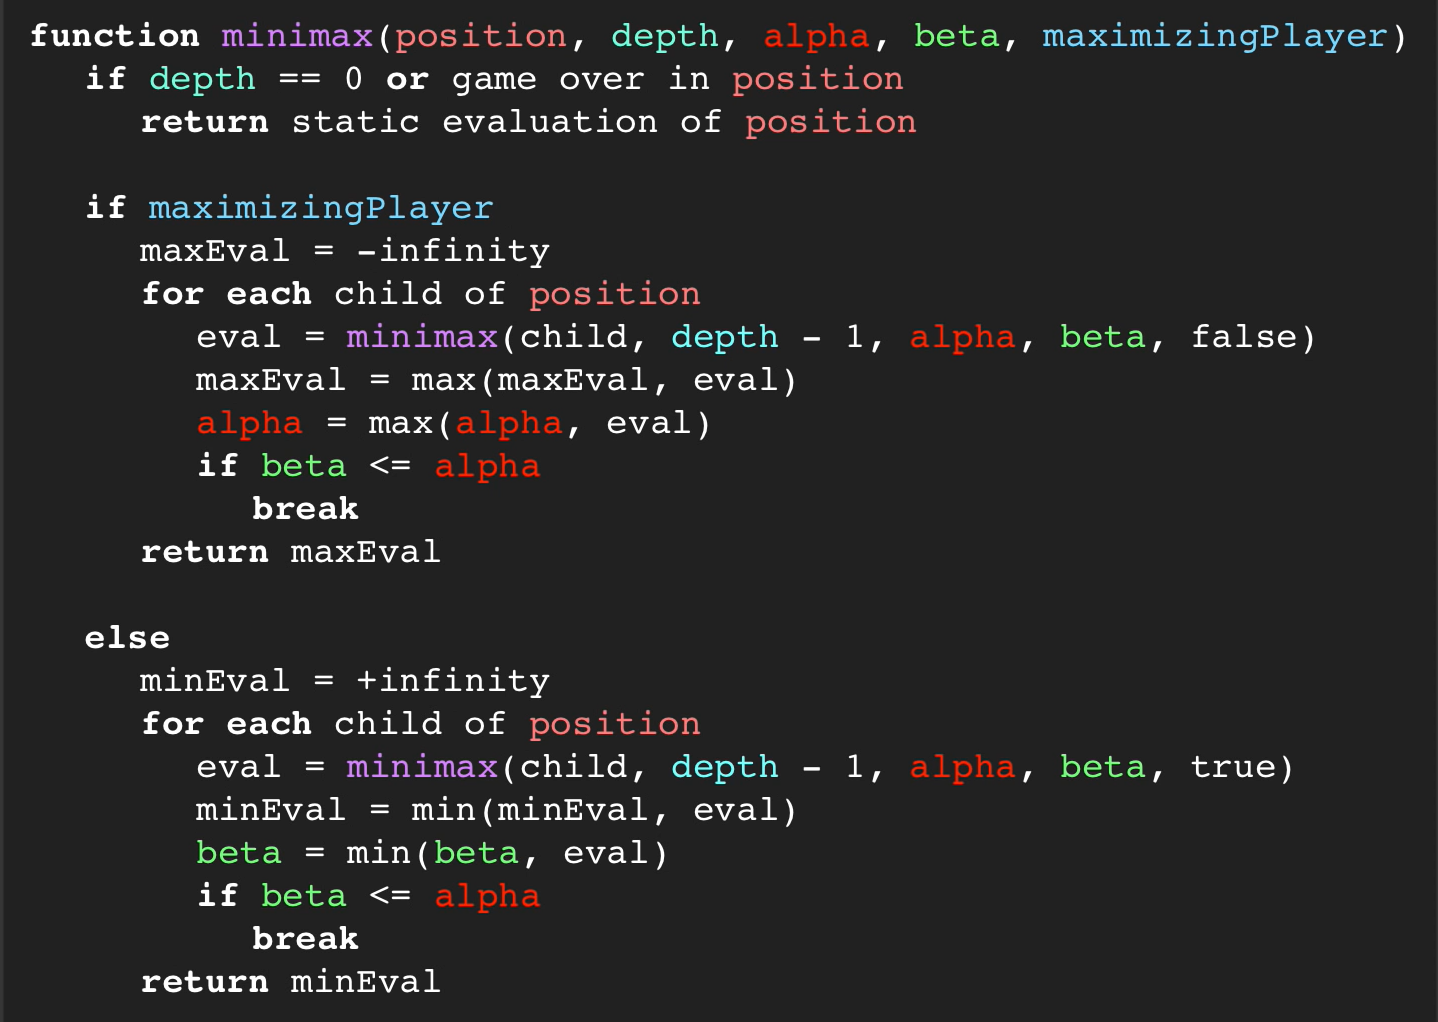 function minimax(position, depth, alpha, beta, maximizingPlayer)
if depth == 0 or game over in position
return static evaluation of position
if maximizingPlayer
maxEval = -infinity
for each child of position
eval = minimax(child, depth - 1, alpha, beta, false)
maxEval = max(maxEval, eval)
alpha = max(alpha, eval)
if beta <= alpha
break
return maxEval
else
minEval = +infinity
for each child of position
eval = minimax(child, depth - 1, alpha, beta, true)
minEval = min(minEval, eval)
beta = min(beta, eval)
if beta <= alpha
break
return minEval